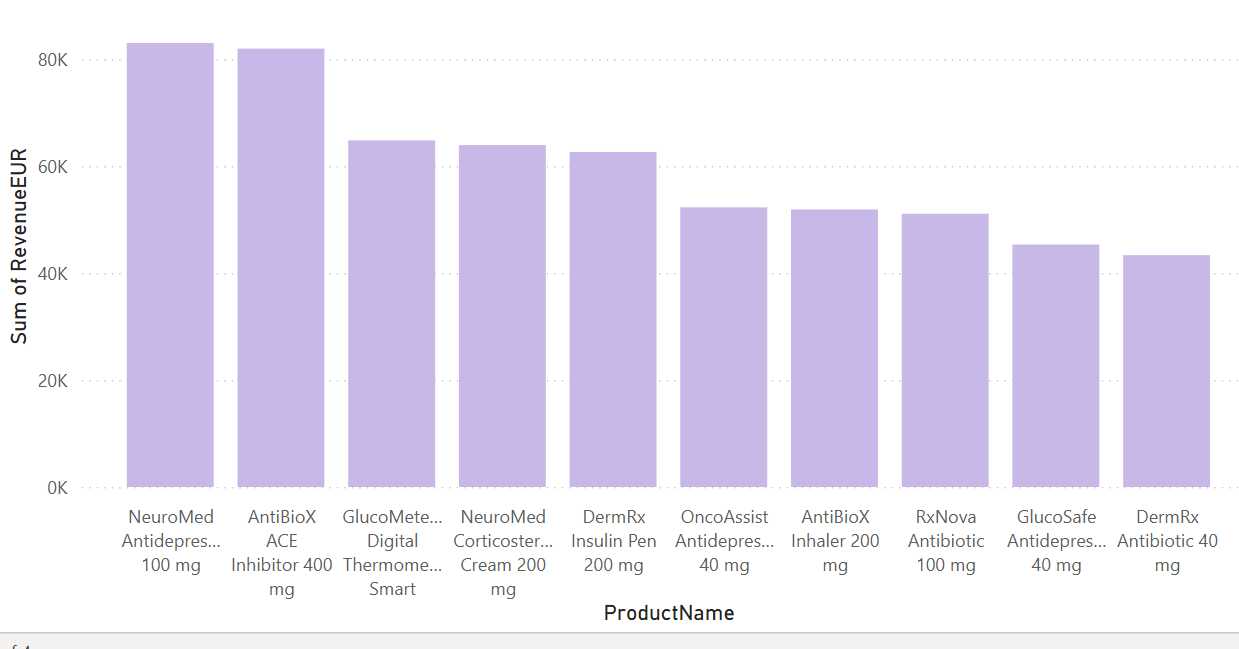 80K
60K
40K
20K
0K
Sum of RevenueEUR
NeuroMed
Antidepres...
100 mg
AntiBioX
ACE
Inhibitor 400
mg
GlucoMete...
Digital
Thermome...
Smart
NeuroMed
Corticoster...
Cream 200
mg
DermRx
Insulin Pen
200 mg
OncoAssist
Antidepres...
40 mg
AntiBioX
Inhaler 200
mg
RxNova
Antibiotic
100 mg
GlucoSafe
Antidepres...
40 mg
DermRx
Antibiotic 40
mg
ProductName